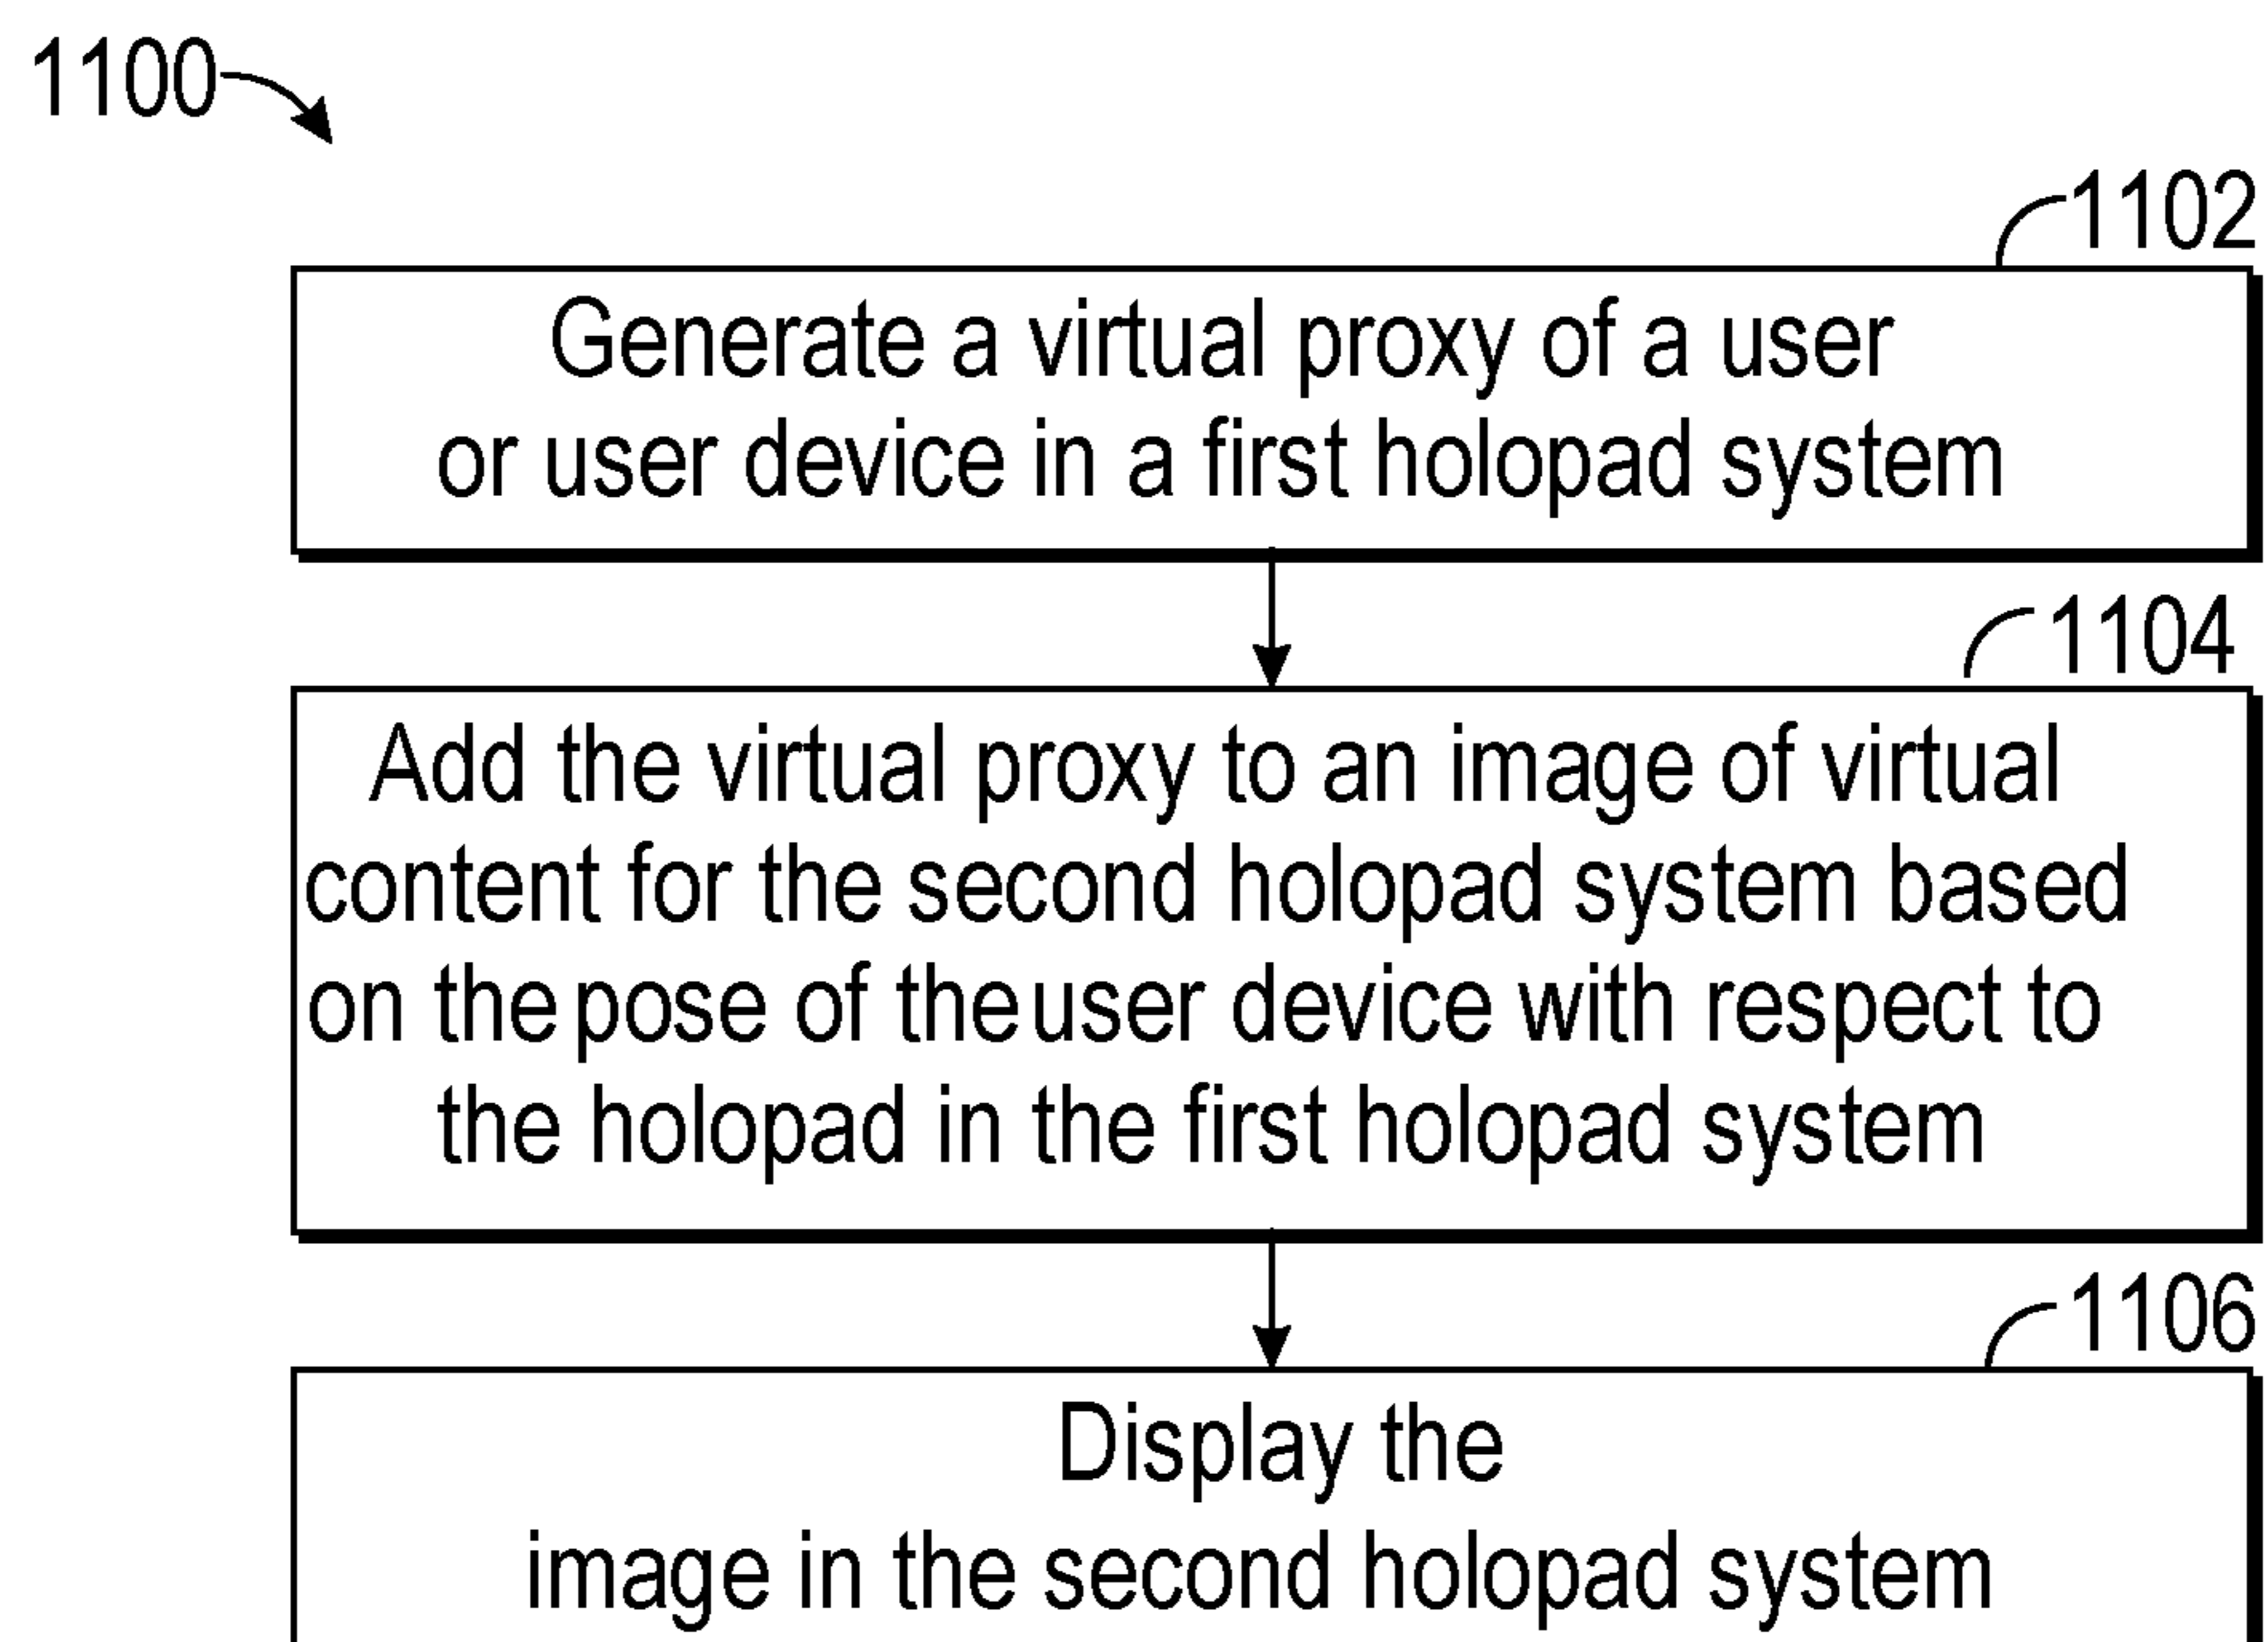 1100
1102
Generate a virtual proxy of a user
or user device in a first holopad system
1104
Add the virtual proxy to an image of virtual
content for the second holopad system based
on the pose of the user device with respect to
the holopad in the first holopad system
1106
Display the
image in the second holopad system